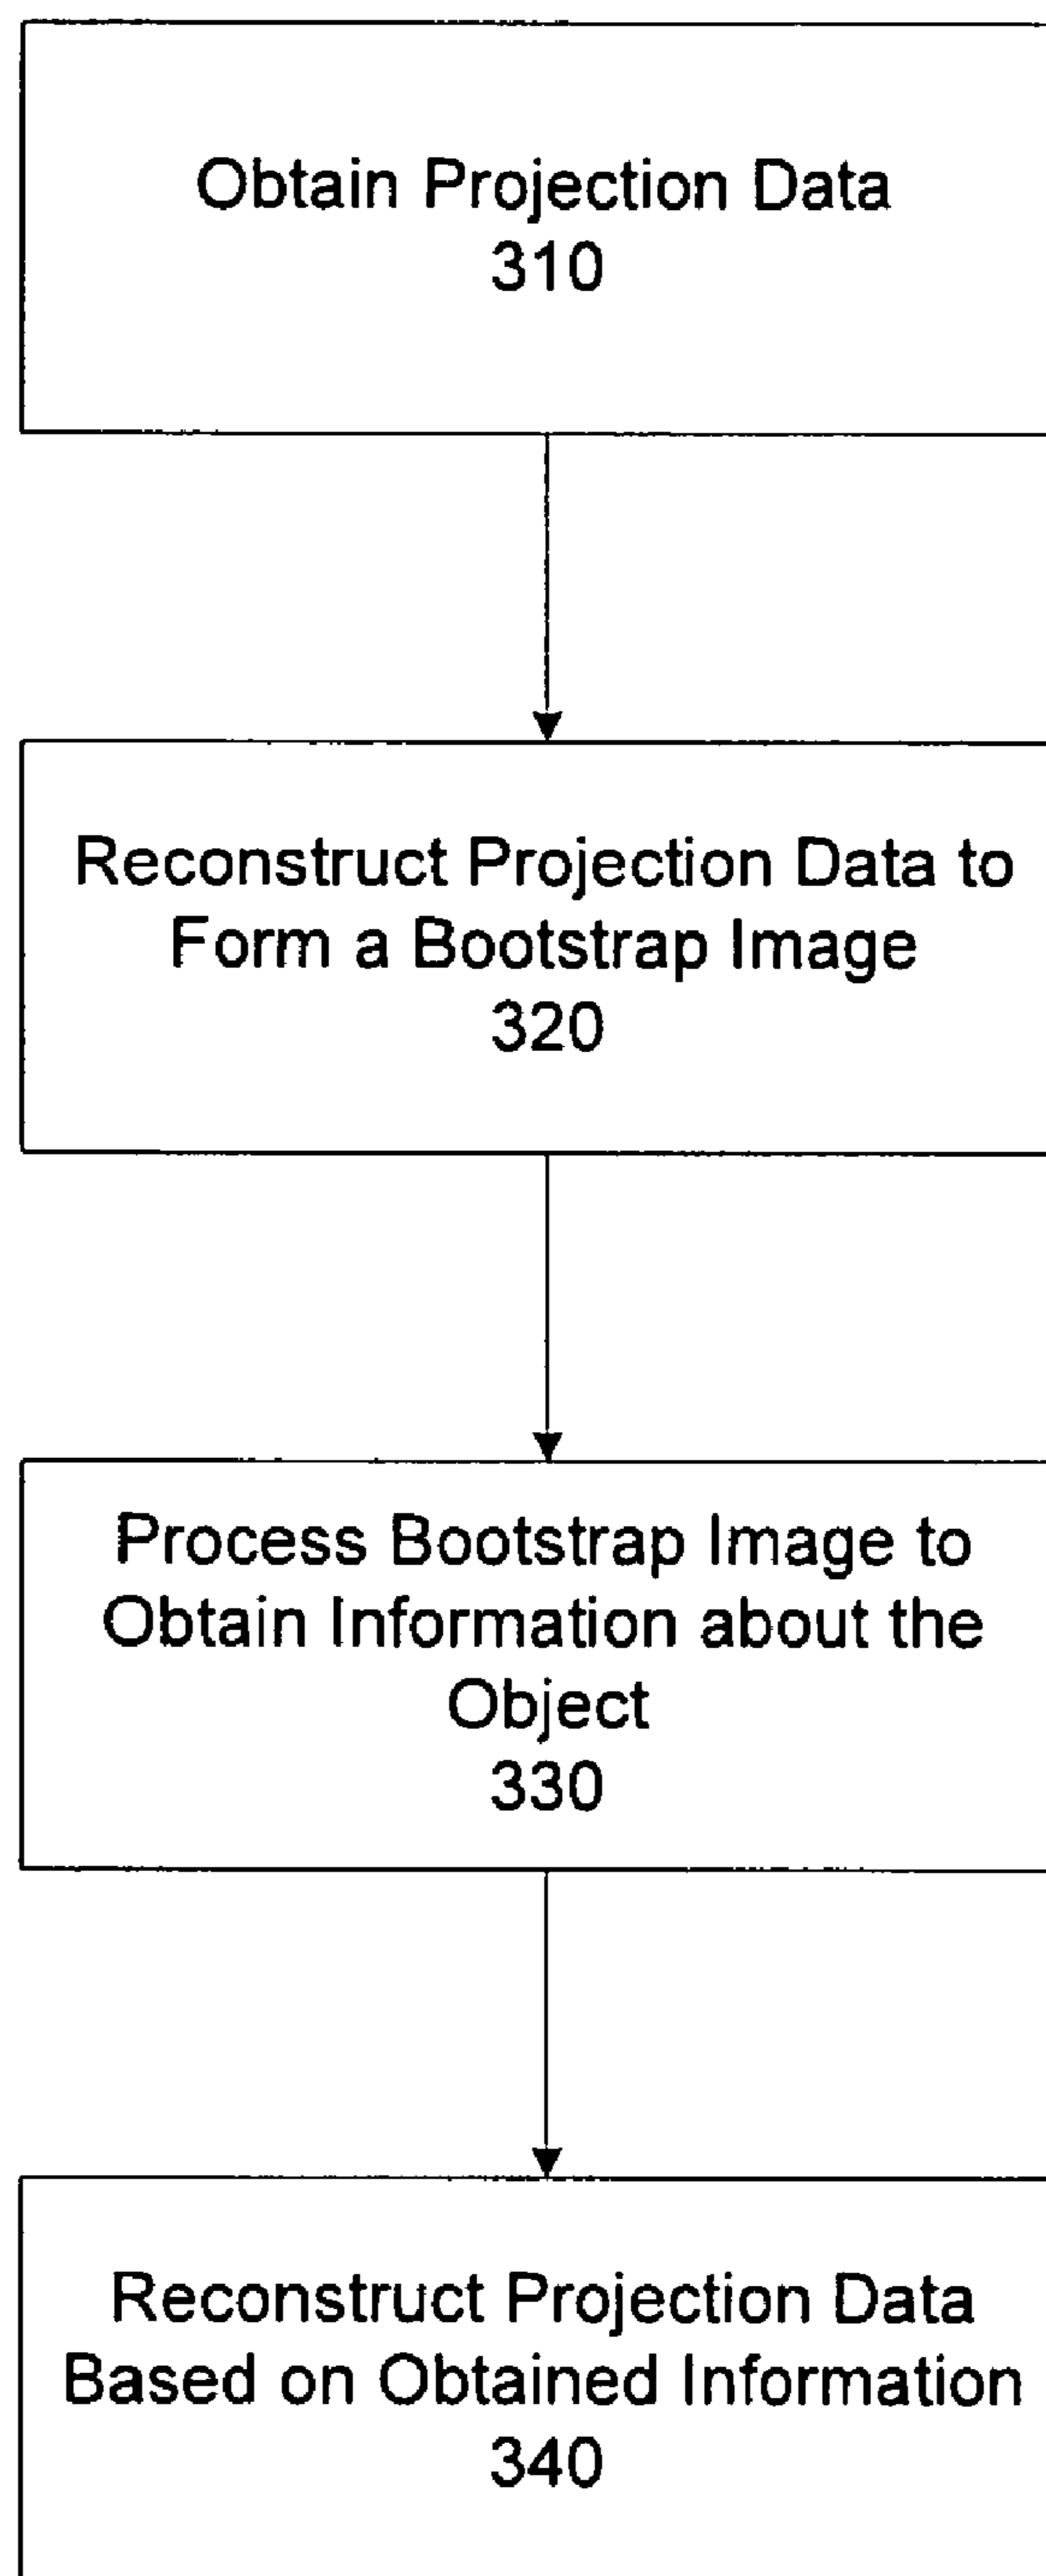 Obtain Projection Data
310
Reconstruct Projection Data to
Form a Bootstrap Image
320
Process Bootstrap Image to
Obtain Information about the
Object
330
Reconstruct Projection Data
Based on Obtained Information
340